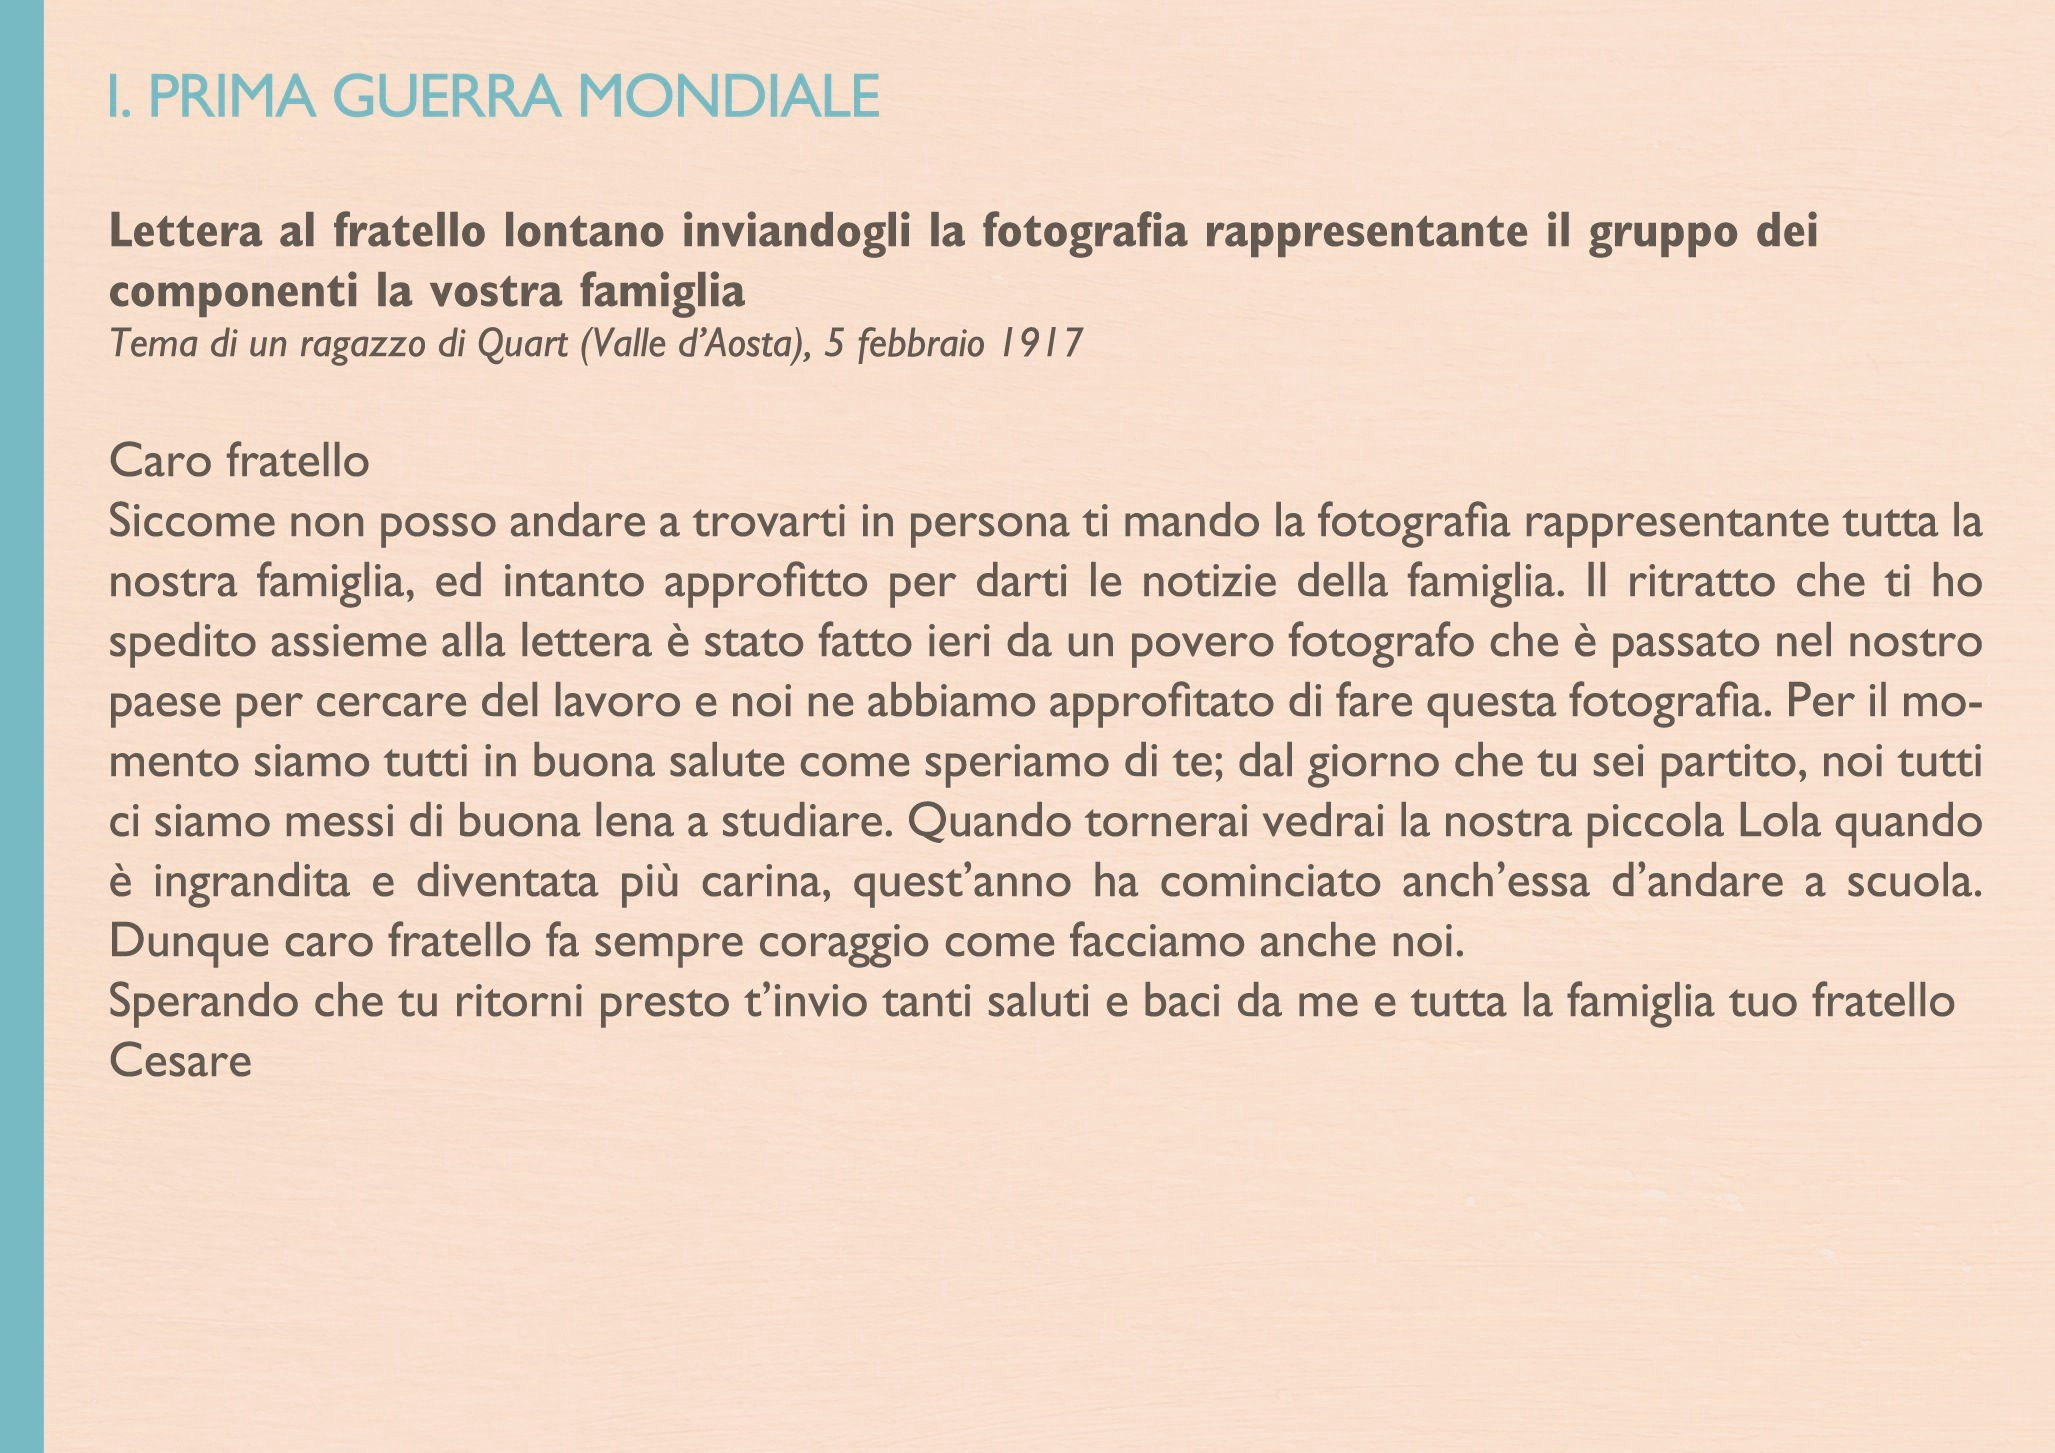 I. PRIMA GUERRA MONDIALE
Lettera al fratello lontano inviandogli la fotografia rappresentante il gruppo dei
componenti la vostra famiglia
Tema di un ragazzo di Quart (Valle d’Aosta), 5 febbraio 1917
Caro fratello
Siccome non posso andare a trovarti in persona ti mando la fotografia rappresentante tutta la
nostra famiglia, ed intanto approfitto per darti le notizie della famiglia. Il ritratto che ti ho
spedito assieme alla lettera è stato fatto ieri da un povero fotografo che è passato nel nostro
paese per cercare del lavoro e noi ne abbiamo approfitato di fare questa fotografia. Per il mo-
mento siamo tutti in buona salute come speriamo di te; dal giorno che tu sei partito, noi tutti
ci siamo messi di buona lena a studiare. Quando tornerai vedrai la nostra piccola Lola quando
è ingrandita e diventata più carina, quest’anno ha cominciato anch’essa d’andare a scuola.
Dunque caro fratello fa sempre coraggio come facciamo anche noi.
Sperando che tu ritorni presto t’invio tanti saluti e baci da me e tutta la famiglia tuo fratello
Cesare